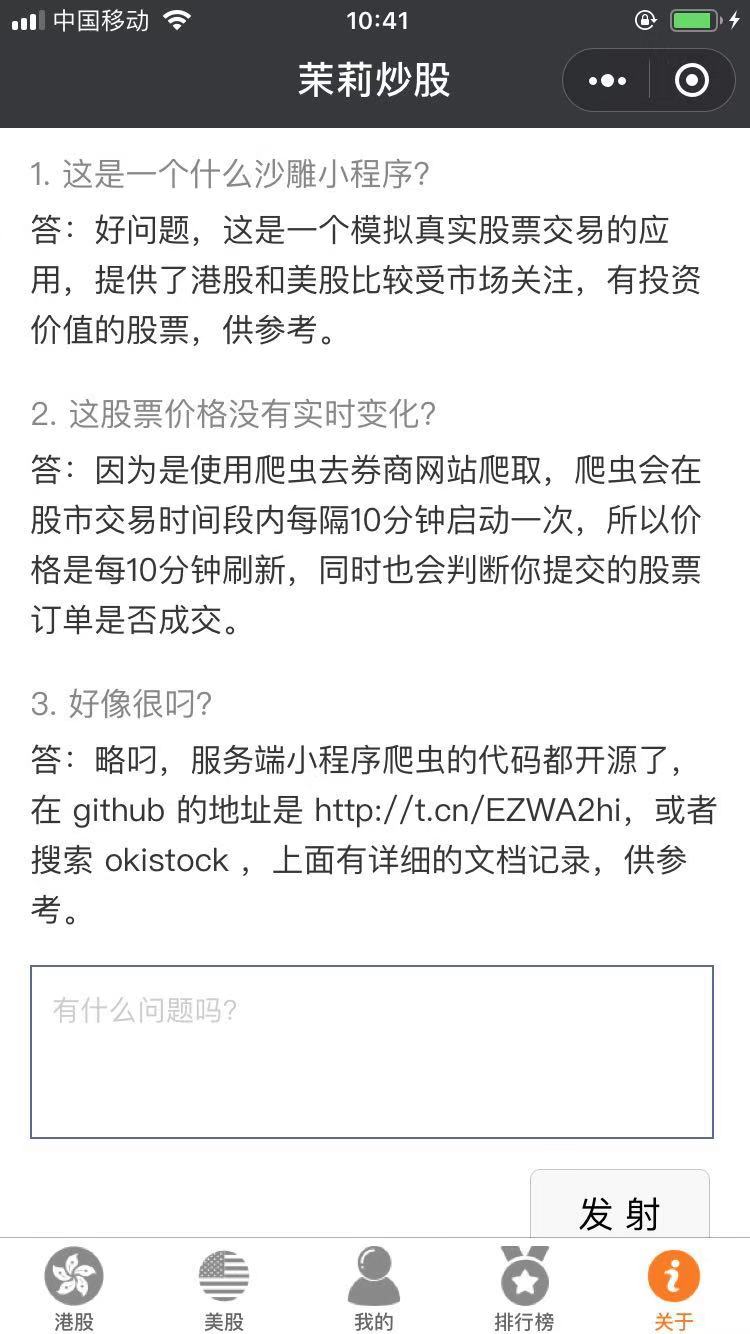 中国移动
10:41
茉莉炒股
1. 这是一个什么沙雕小程序?
答：好问题，这是一个模拟真实股票交易的应
用，提供了港股和美股比较受市场关注，有投资
价值的股票，供参考。
2. 这股票价格没有实时变化?
答：因为是使用爬虫去券商网站爬取，爬虫会在
股市交易时间段内每隔10分钟启动一次，所以价
格是每10分钟刷新，同时也会判断你提交的股票
订单是否成交。
3. 好像很叼?
答：略叼，服务端小程序爬虫的代码都开源了，
在 github 的地址是 http://t.cn/EZWA2hi，或者
搜索 okistock ，上面有详细的文档记录，供参
考。
有什么问题吗?
发 射
港股
美股
我的
排行榜
关于